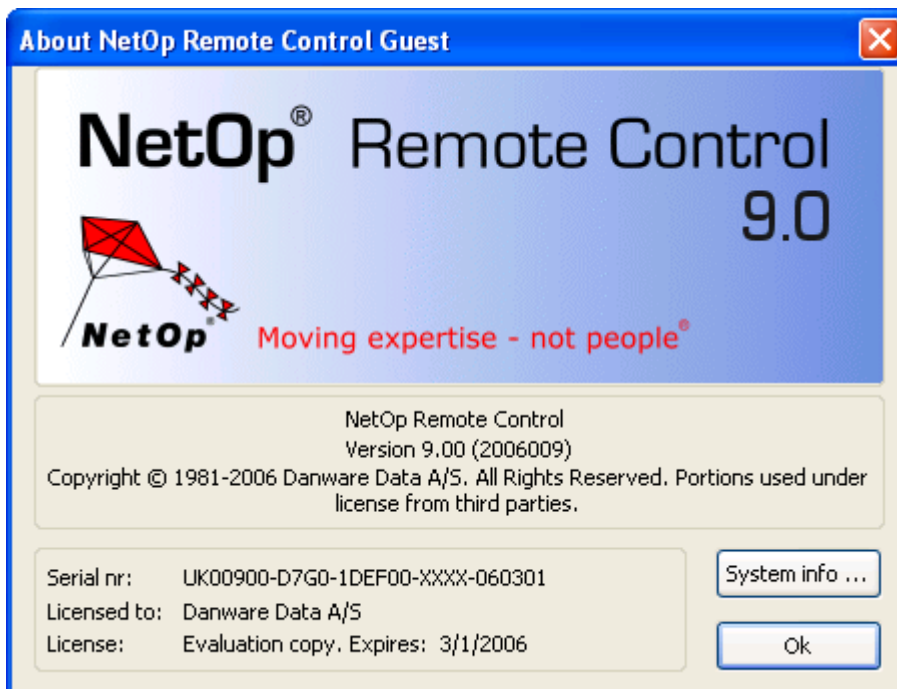 About NetOp Remote Control Guest
NetOp® Remote Control
9.0
NetOp®
Moving expertise - not people®
NetOp Remote Control
Version 9.00 (2006009)
Copyright © 1981-2006 Danware Data A/S. All Rights Reserved. Portions used under
license from third parties.
Serial nr: UK00900-D7G0-1DEF00-XXXX-060301
Licensed to: Danware Data A/S
License: Evaluation copy. Expires: 3/1/2006
System info ...
Ok